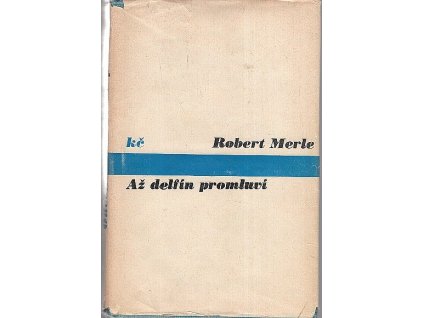 kč Robert Merle
Až delfín promluví